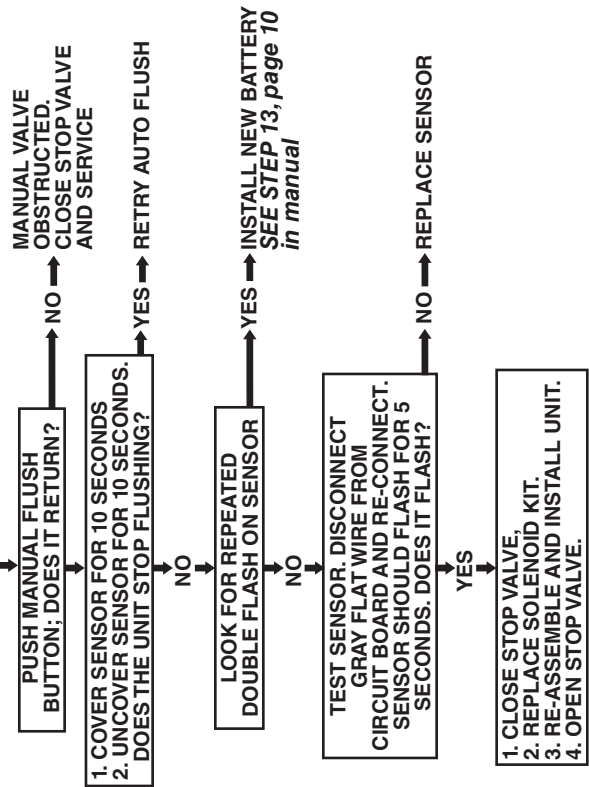 PUSH MANUAL FLUSH
BUTTON; DOES IT RETURN?
NO
MANUAL VALVE
OBSTRUCTED.
CLOSE STOP VALVE
AND SERVICE
1. COVER SENSOR FOR 10 SECONDS
2. UNCOVER SENSOR FOR 10 SECONDS.
DOES THE UNIT STOP FLUSHING?
YES
RETRY AUTO FLUSH
NO
LOOK FOR REPEATED
DOUBLE FLASH ON SENSOR
YES
INSTALL NEW BATTERY
SEE STEP 13, page 10
in manual
NO
TEST SENSOR. DISCONNECT
GRAY FLAT WIRE FROM
CIRCUIT BOARD AND RE-CONNECT.
SENSOR SHOULD FLASH FOR 5
SECONDS. DOES IT FLASH?
NO
REPLACE SENSOR
YES
1. CLOSE STOP VALVE,
2. REPLACE SOLENOID KIT.
3. RE-ASSEMBLE AND INSTALL UNIT.
4. OPEN STOP VALVE.